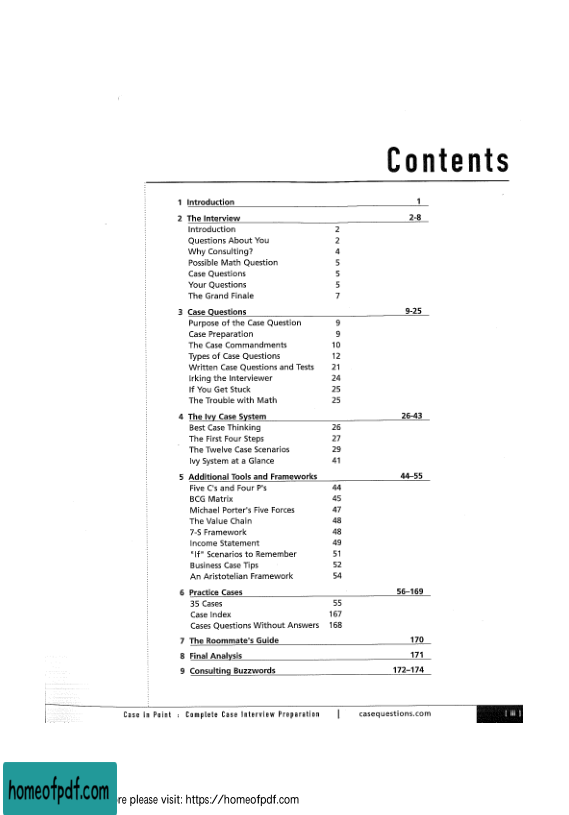 Contents
1 Introduction 1
2 The Interview 2-8
Introduction 2
Questions About You 2
Why Consulting? 4
Possible Math Question 5
Case Questions 5
Your Questions 5
The Grand Finale 7
3 Case Questions 9-25
Purpose of the Case Question 9
Case Preparation 9
The Case Commandments 10
Types of Case Questions 12
Written Case Questions and Tests 21
Irking the Interviewer 24
If You Get Stuck 25
The Trouble with Math 25
4 The Ivy Case System 26-43
Best Case Thinking 26
The First Four Steps 27
The Twelve Case Scenarios 29
Ivy System at a Glance 41
5 Additional Tools and Frameworks 44–55
Five C's and Four P's 44
BCG Matrix 45
Michael Porter's Five Forces 47
The Value Chain 48
7-S Framework 48
Income Statement 49
"If" Scenarios to Remember 51
Business Case Tips 52
An Aristotelian Framework 54
6 Practice Cases 56–169
35 Cases 55
Case Index 167
Cases Questions Without Answers 168
7 The Roommate's Guide 170
8 Final Analysis 171
9 Consulting Buzzwords 172–174
Case in Point : Complete Case Interview Preparation | casequestions.com [ iii ]
homeofpdf.com
re please visit: https://homeofpdf.com